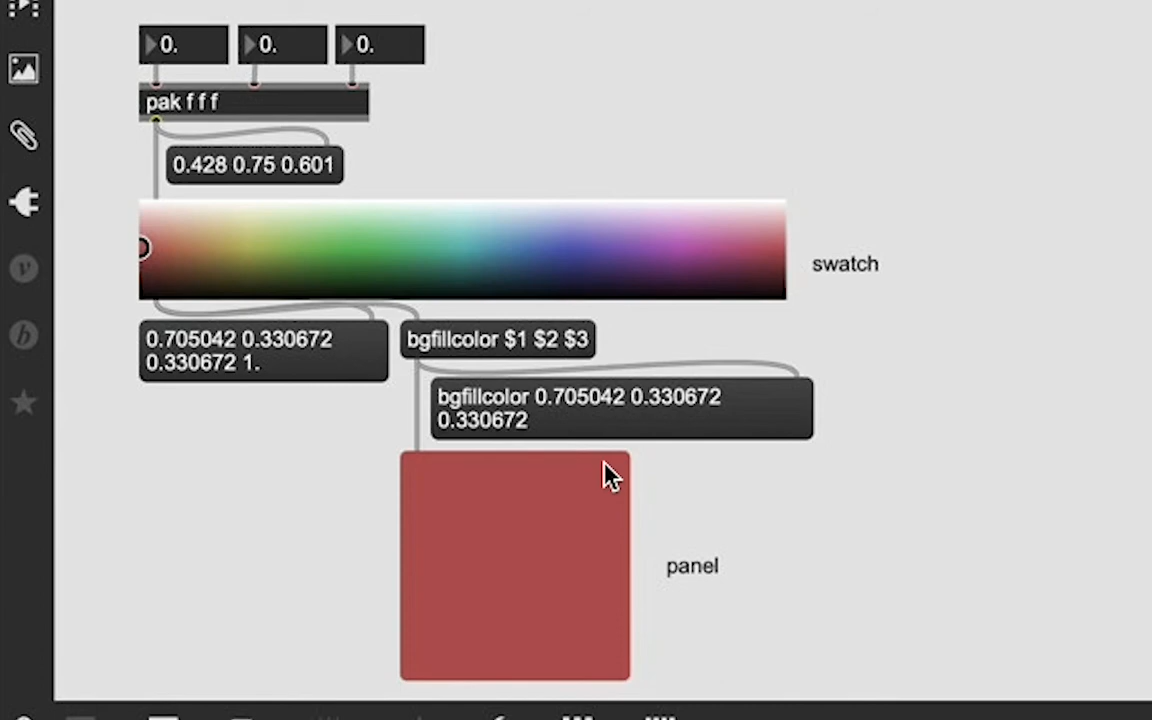 0. 0. 0.
pak f f f
0.428 0.75 0.601
swatch
0.705042 0.330672
0.330672 1.
bgfillcolor $1 $2 $3
bgfillcolor 0.705042 0.330672
0.330672
panel